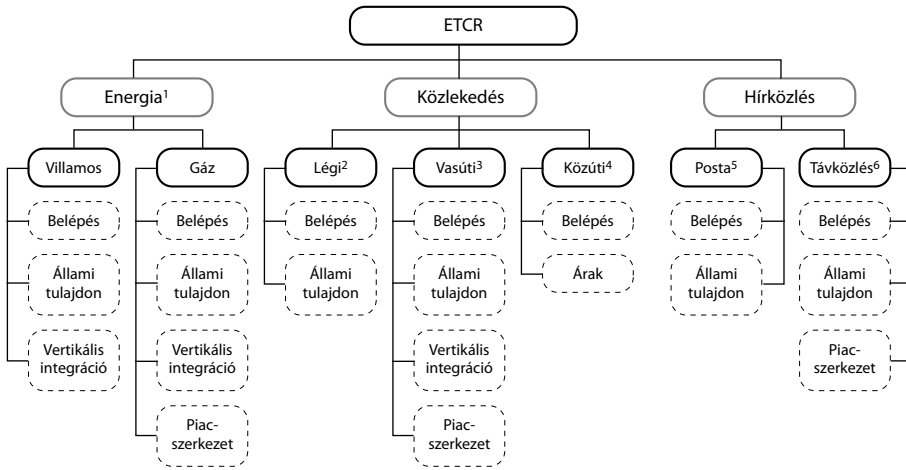 ETCR
Energia¹
Közlekedés
Hírközlés
Villamos
Gáz
Légi²
Vasúti³
Közúti⁴
Posta⁵
Távközlés⁶
Belépés
Belépés
Belépés
Belépés
Belépés
Belépés
Belépés
Állami
tulajdon
Állami
tulajdon
Állami
tulajdon
Állami
tulajdon
Árak
Állami
tulajdon
Állami
tulajdon
Vertikális
integráció
Vertikális
integráció
Vertikális
integráció
Piac-
szerkezet
Piac-
szerkezet
Piac-
szerkezet